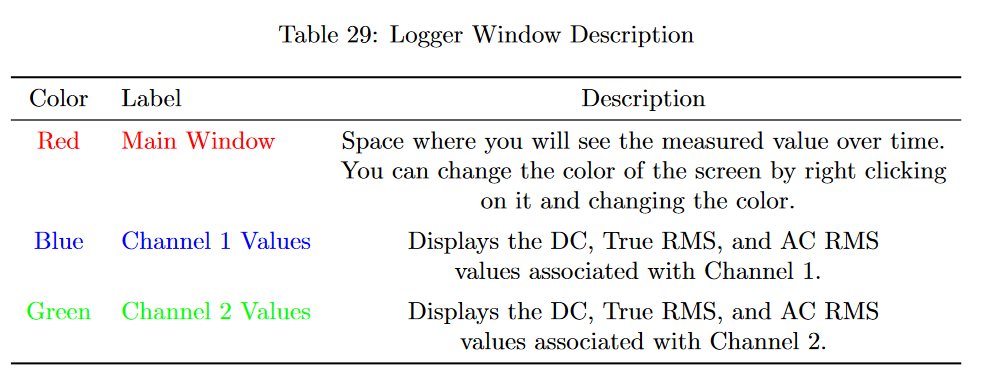 Table 29: Logger Window Description
Color Label Description
Red Main Window Space where you will see the measured value over time.
You can change the color of the screen by right clicking
on it and changing the color.
Blue Channel 1 Values Displays the DC, True RMS, and AC RMS
values associated with Channel 1.
Green Channel 2 Values Displays the DC, True RMS, and AC RMS
values associated with Channel 2.